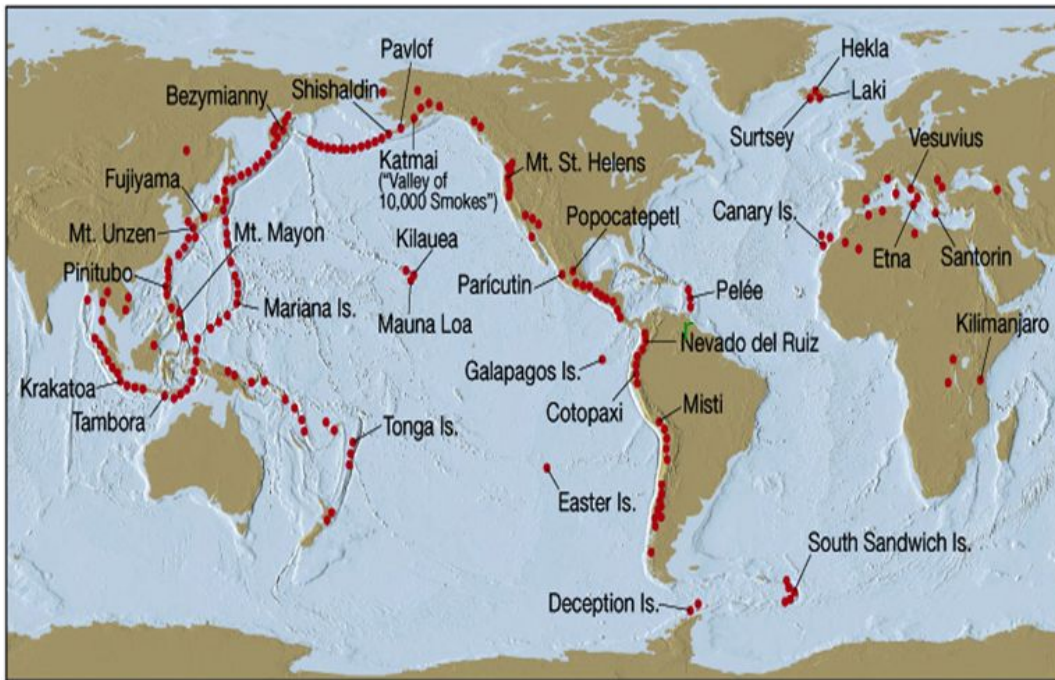 Pavlof
Hekla
Shishaldin
Bezymianny
Laki
Surtsey
Vesuvius
Katmai
("Valley of
10,000 Smokes")
Mt. St. Helens
Fujiyama
Popocatepetl
Canary Is.
Mt. Unzen
Mt. Mayon
Kilauea
Etna
Santorin
Pinitubo
Parícutin
Pelée
Mariana Is.
Mauna Loa
Kilimanjaro
Nevado del Ruiz
Galapagos Is.
Krakatoa
Cotopaxi
Misti
Tambora
Tonga Is.
Easter Is.
South Sandwich Is.
Deception Is.
r